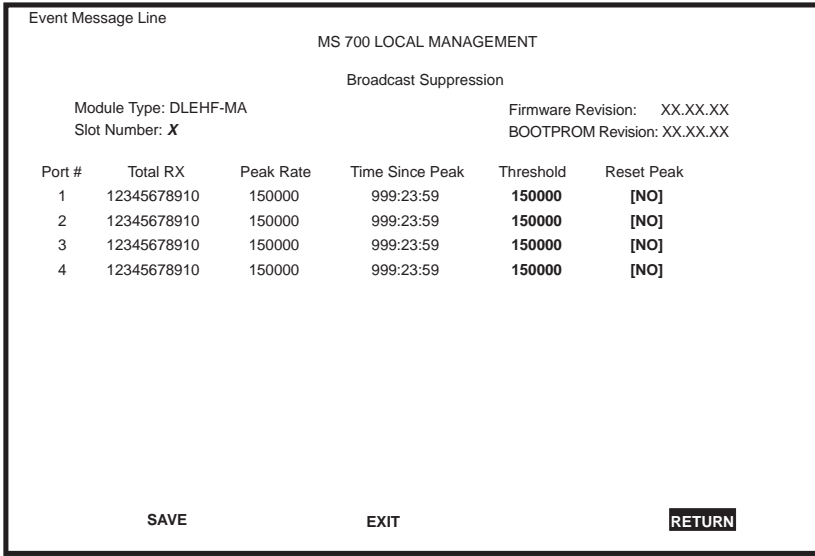 Event Message Line
MS 700 LOCAL MANAGEMENT
Broadcast Suppression
Module Type: DLEHF-MA Firmware Revision: XX.XX.XX
Slot Number: X BOOTPROM Revision: XX.XX.XX
Port # Total RX Peak Rate Time Since Peak Threshold Reset Peak
1 12345678910 150000 999:23:59 150000 [NO]
2 12345678910 150000 999:23:59 150000 [NO]
3 12345678910 150000 999:23:59 150000 [NO]
4 12345678910 150000 999:23:59 150000 [NO]
SAVE EXIT RETURN